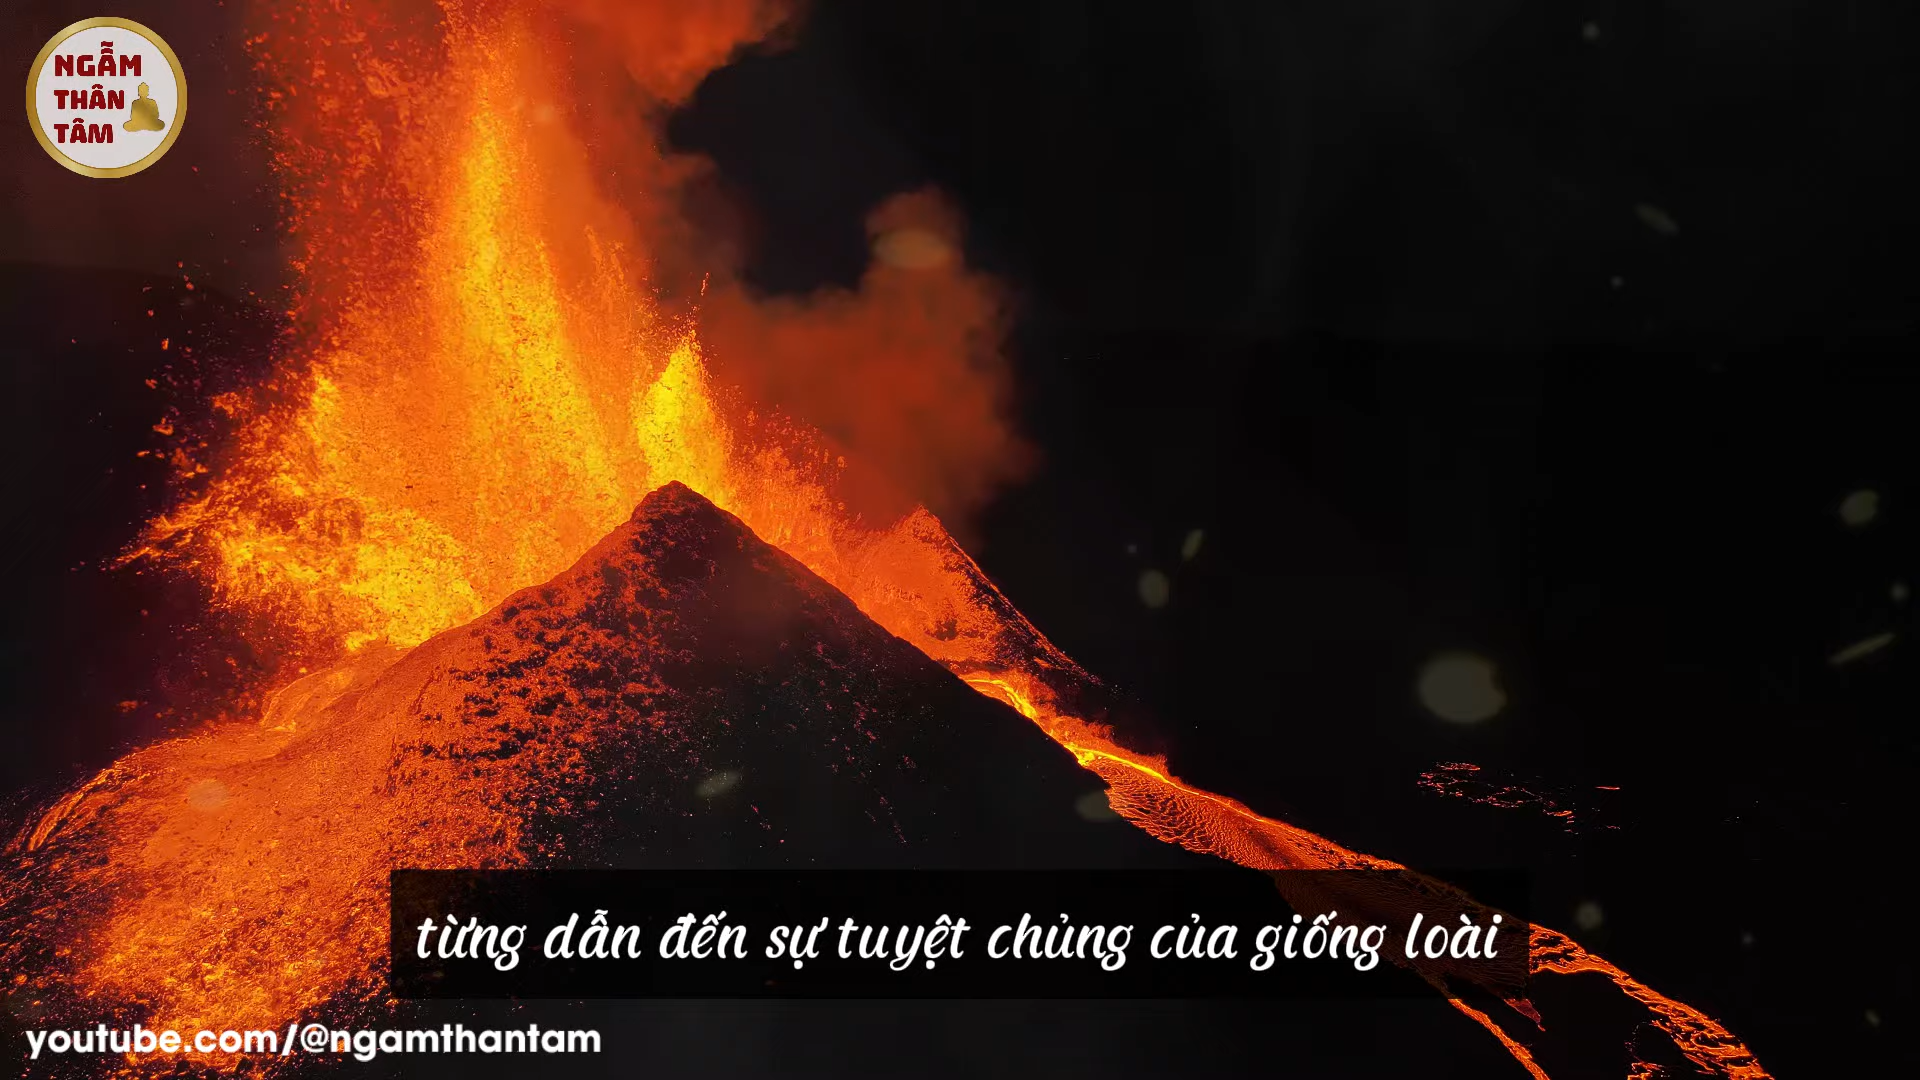 NGẪM
THÂN
TÂM
từng dẫn đến sự tuyệt chủng của giống loài
youtube.com/@ngamthantam